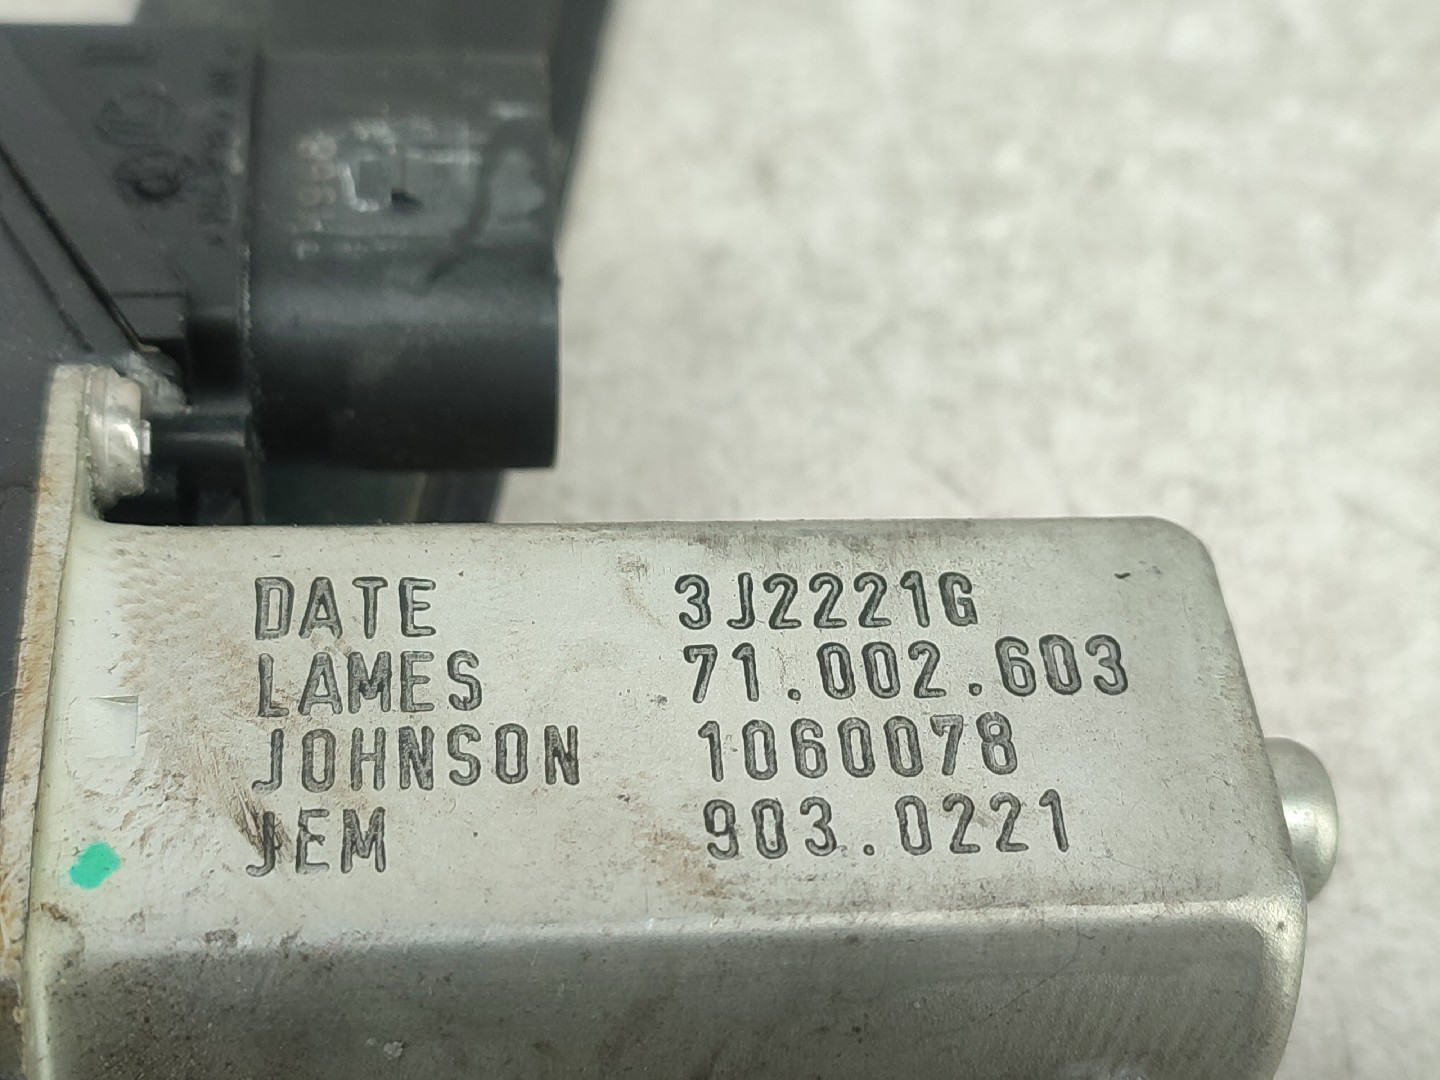 DATE 3J2221G
LAMES 71.002.603
JOHNSON 1060078
JEM 903.0221